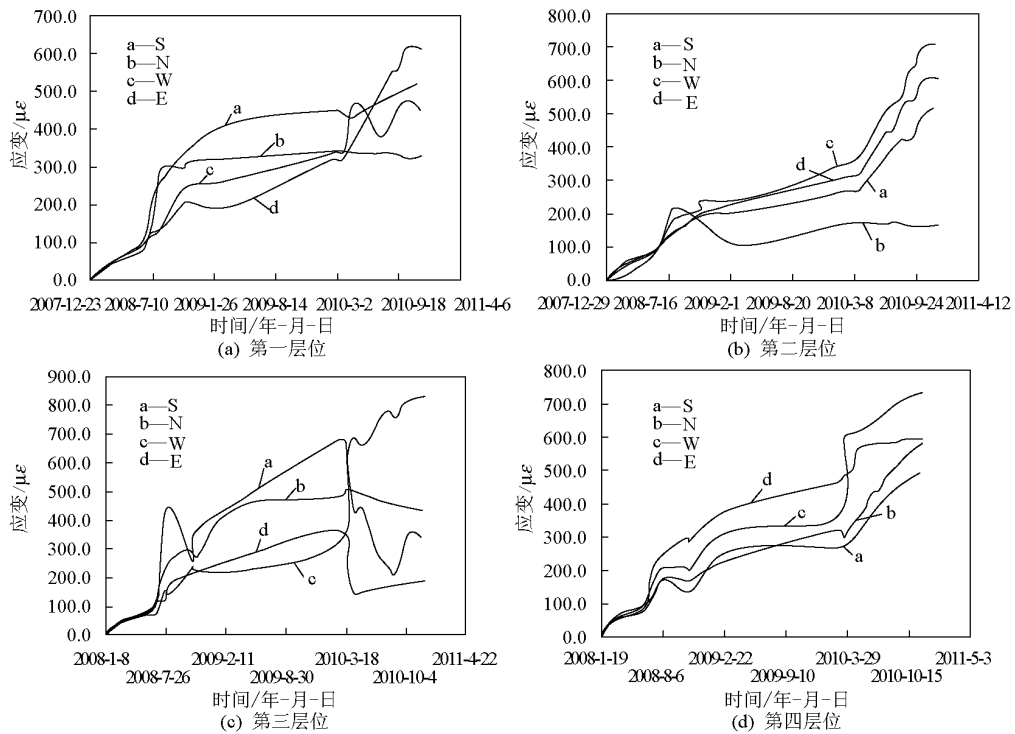 700.0
600.0
500.0
400.0
300.0
200.0
100.0
0.0
应变/με
a—S
b—N
c—W
d—E
a
b
c
d
2007-12-23 2008-7-10 2009-1-26 2009-8-14 2010-3-2 2010-9-18 2011-4-6
时间/年-月-日
(a) 第一层位
800.0
700.0
600.0
500.0
400.0
300.0
200.0
100.0
0.0
应变/με
a—S
b—N
c—W
d—E
c
d
a
b
2007-12-29 2008-7-16 2009-2-1 2009-8-20 2010-3-8 2010-9-24 2011-4-12
时间/年-月-日
(b) 第二层位
900.0
800.0
700.0
600.0
500.0
400.0
300.0
200.0
100.0
0.0
应变/με
a—S
b—N
c—W
d—E
a
b
d
c
2008-1-8 2009-2-11 2010-3-18 2011-4-22
2008-7-26 2009-8-30 2010-10-4
时间/年-月-日
(c) 第三层位
800.0
700.0
600.0
500.0
400.0
300.0
200.0
100.0
0.0
应变/με
a—S
b—N
c—W
d—E
d
c
b
a
2008-1-19 2009-2-22 2010-3-29 2011-5-3
2008-8-6 2009-9-10 2010-10-15
时间/年-月-日
(d) 第四层位